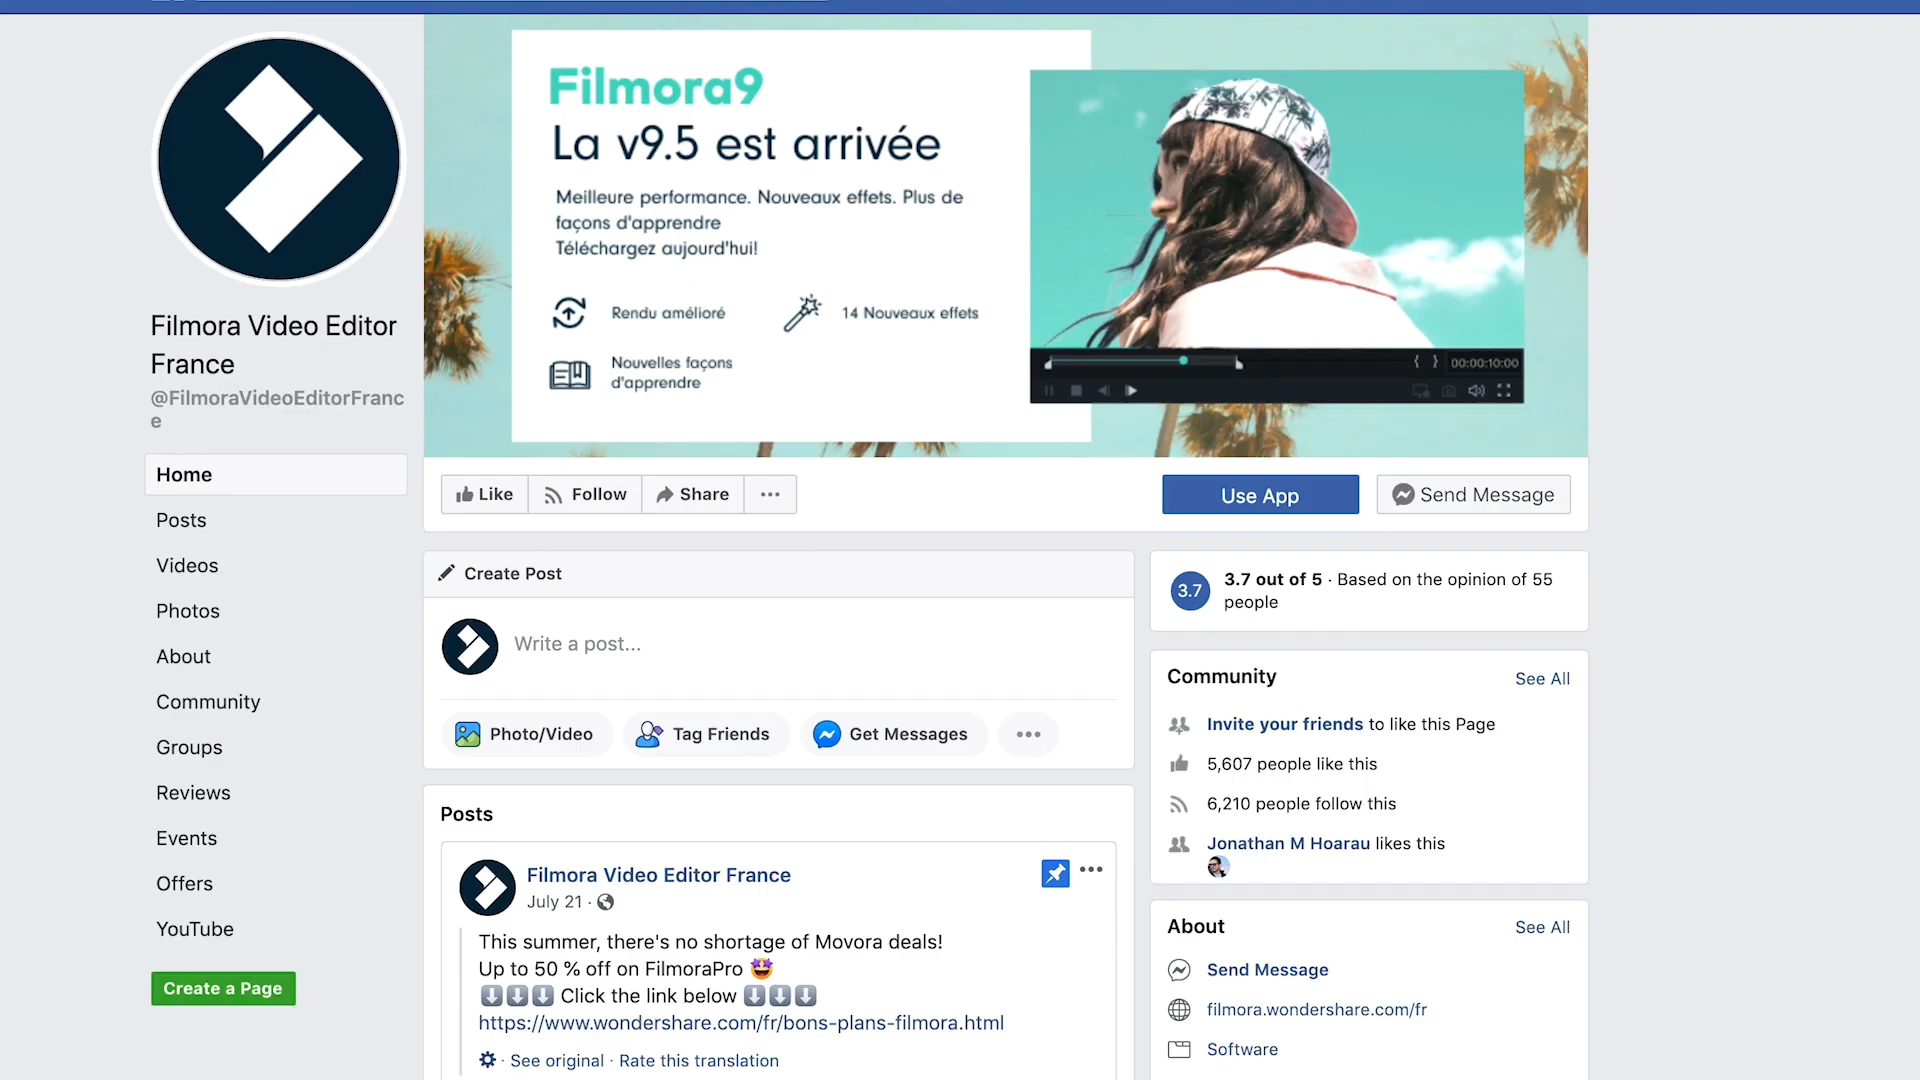 Filmora9
La v9.5 est arrivée
Meilleure performance. Nouveaux effets. Plus de
façons d'apprendre
Téléchargez aujourd'hui!
Rendu amélioré
14 Nouveaux effets
Nouvelles façons
d'apprendre
00:00:10:00
Filmora Video Editor
France
@FilmoraVideoEditorFranc
e
Home
Posts
Videos
Photos
About
Community
Groups
Reviews
Events
Offers
YouTube
Create a Page
Like
Follow
Share
Use App
Send Message
Create Post
Write a post...
Photo/Video
Tag Friends
Get Messages
Posts
Filmora Video Editor France
July 21 ·
This summer, there's no shortage of Movora deals!
Up to 50 % off on FilmoraPro 🤩
⬇️⬇️⬇️ Click the link below ⬇️⬇️⬇️
https://www.wondershare.com/fr/bons-plans-filmora.html
· See original · Rate this translation
3.7
3.7 out of 5 · Based on the opinion of 55
people
Community
See All
Invite your friends to like this Page
5,607 people like this
6,210 people follow this
Jonathan M Hoarau likes this
About
See All
Send Message
filmora.wondershare.com/fr
Software